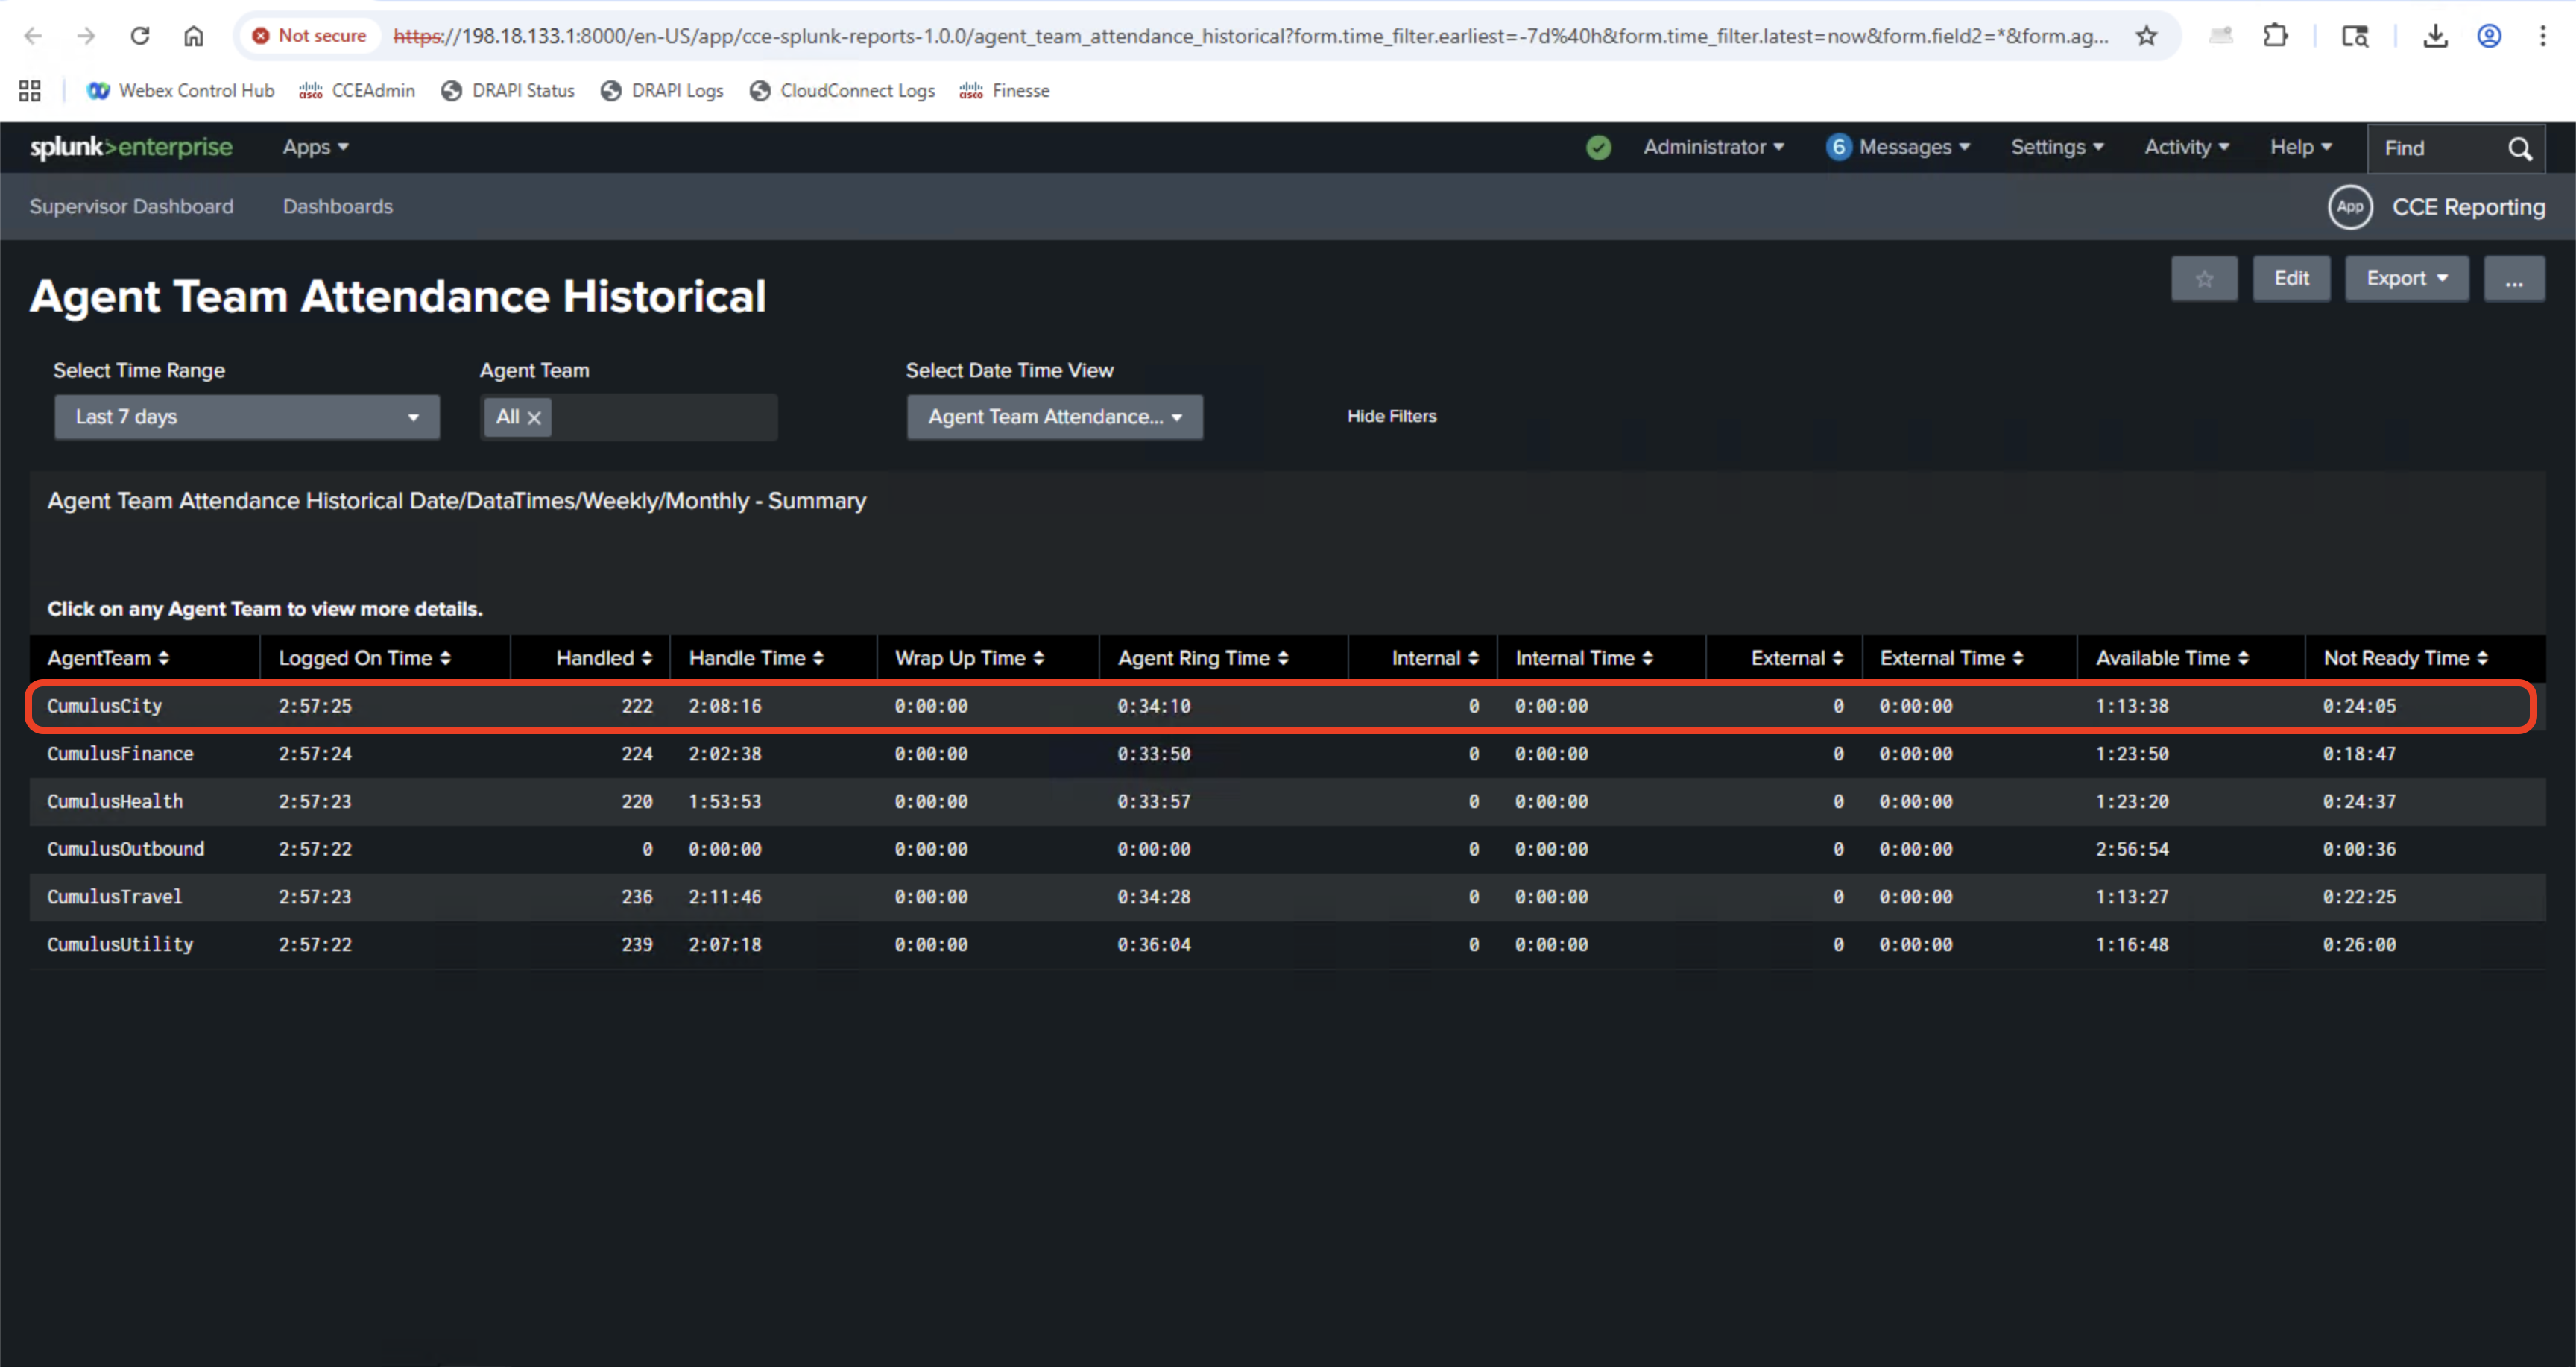 Not secure https://198.18.133.1:8000/en-US/app/cce-splunk-reports-1.0.0/agent_team_attendance_historical?form.time_filter.earliest=-7d%40h&form.time_filter.latest=now&form.field2=*&form.ag...
Webex Control Hub CCEAdmin DRAPI Status DRAPI Logs CloudConnect Logs Finesse
splunk>enterprise Apps Administrator 6 Messages Settings Activity Help Find
Supervisor Dashboard Dashboards App CCE Reporting
Agent Team Attendance Historical
Edit Export ...
Select Time Range Agent Team Select Date Time View
Last 7 days All Agent Team Attendance... Hide Filters
Agent Team Attendance Historical Date/DataTimes/Weekly/Monthly - Summary
Click on any Agent Team to view more details.
AgentTeam Logged On Time Handled Handle Time Wrap Up Time Agent Ring Time Internal Internal Time External External Time Available Time Not Ready Time
CumulusCity 2:57:25 222 2:08:16 0:00:00 0:34:10 0 0:00:00 0 0:00:00 1:13:38 0:24:05
CumulusFinance 2:57:24 224 2:02:38 0:00:00 0:33:50 0 0:00:00 0 0:00:00 1:23:50 0:18:47
CumulusHealth 2:57:23 220 1:53:53 0:00:00 0:33:57 0 0:00:00 0 0:00:00 1:23:20 0:24:37
CumulusOutbound 2:57:22 0 0:00:00 0:00:00 0:00:00 0 0:00:00 0 0:00:00 2:56:54 0:00:36
CumulusTravel 2:57:23 236 2:11:46 0:00:00 0:34:28 0 0:00:00 0 0:00:00 1:13:27 0:22:25
CumulusUtility 2:57:22 239 2:07:18 0:00:00 0:36:04 0 0:00:00 0 0:00:00 1:16:48 0:26:00